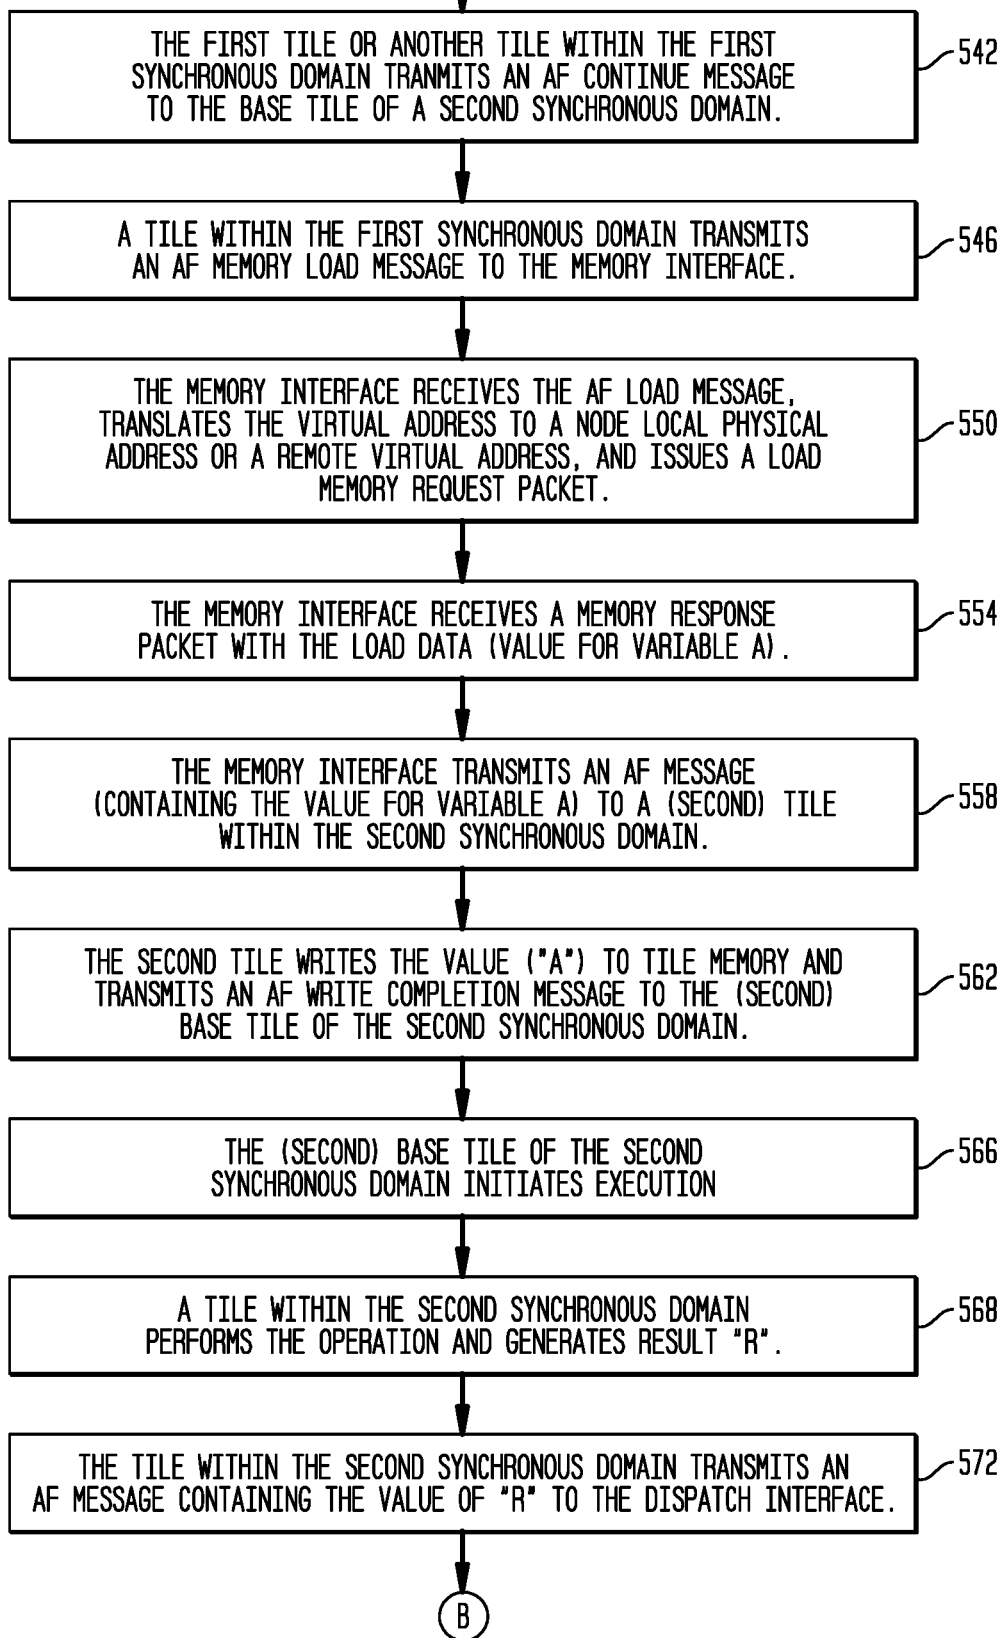 THE FIRST TILE OR ANOTHER TILE WITHIN THE FIRST
SYNCHRONOUS DOMAIN TRANMITS AN AF CONTINUE MESSAGE
TO THE BASE TILE OF A SECOND SYNCHRONOUS DOMAIN.
542
A TILE WITHIN THE FIRST SYNCHRONOUS DOMAIN TRANSMITS
AN AF MEMORY LOAD MESSAGE TO THE MEMORY INTERFACE.
546
THE MEMORY INTERFACE RECEIVES THE AF LOAD MESSAGE,
TRANSLATES THE VIRTUAL ADDRESS TO A NODE LOCAL PHYSICAL
ADDRESS OR A REMOTE VIRTUAL ADDRESS, AND ISSUES A LOAD
MEMORY REQUEST PACKET.
550
THE MEMORY INTERFACE RECEIVES A MEMORY RESPONSE
PACKET WITH THE LOAD DATA (VALUE FOR VARIABLE A).
554
THE MEMORY INTERFACE TRANSMITS AN AF MESSAGE
(CONTAINING THE VALUE FOR VARIABLE A) TO A (SECOND) TILE
WITHIN THE SECOND SYNCHRONOUS DOMAIN.
558
THE SECOND TILE WRITES THE VALUE ("A") TO TILE MEMORY AND
TRANSMITS AN AF WRITE COMPLETION MESSAGE TO THE (SECOND)
BASE TILE OF THE SECOND SYNCHRONOUS DOMAIN.
562
THE (SECOND) BASE TILE OF THE SECOND
SYNCHRONOUS DOMAIN INITIATES EXECUTION
566
A TILE WITHIN THE SECOND SYNCHRONOUS DOMAIN
PERFORMS THE OPERATION AND GENERATES RESULT "R".
568
THE TILE WITHIN THE SECOND SYNCHRONOUS DOMAIN TRANSMITS AN
AF MESSAGE CONTAINING THE VALUE OF "R" TO THE DISPATCH INTERFACE.
572
B